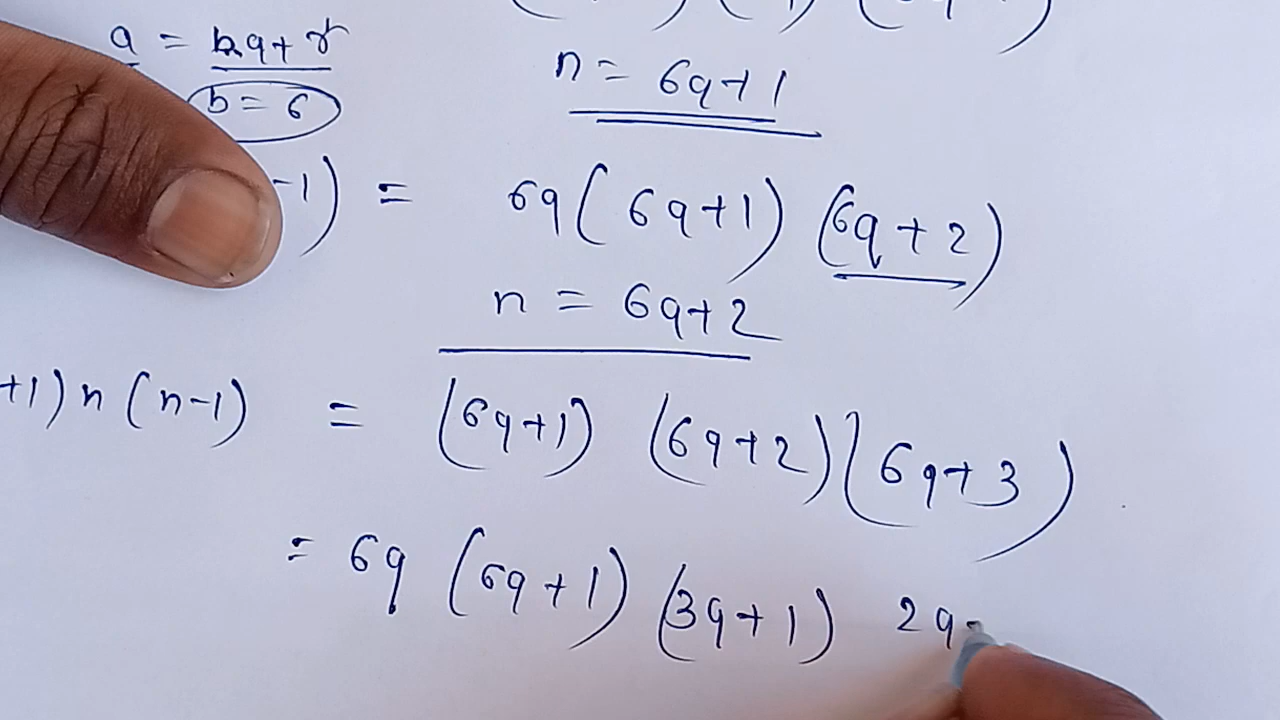 a = bq+r
n = 6q+1
b = 6
-1) = 6q(6q+1)(6q+2)
n = 6q+2
+1)n(n-1) = (6q+1) (6q+2)(6q+3)
= 6q (6q+1) (3q+1) 2q